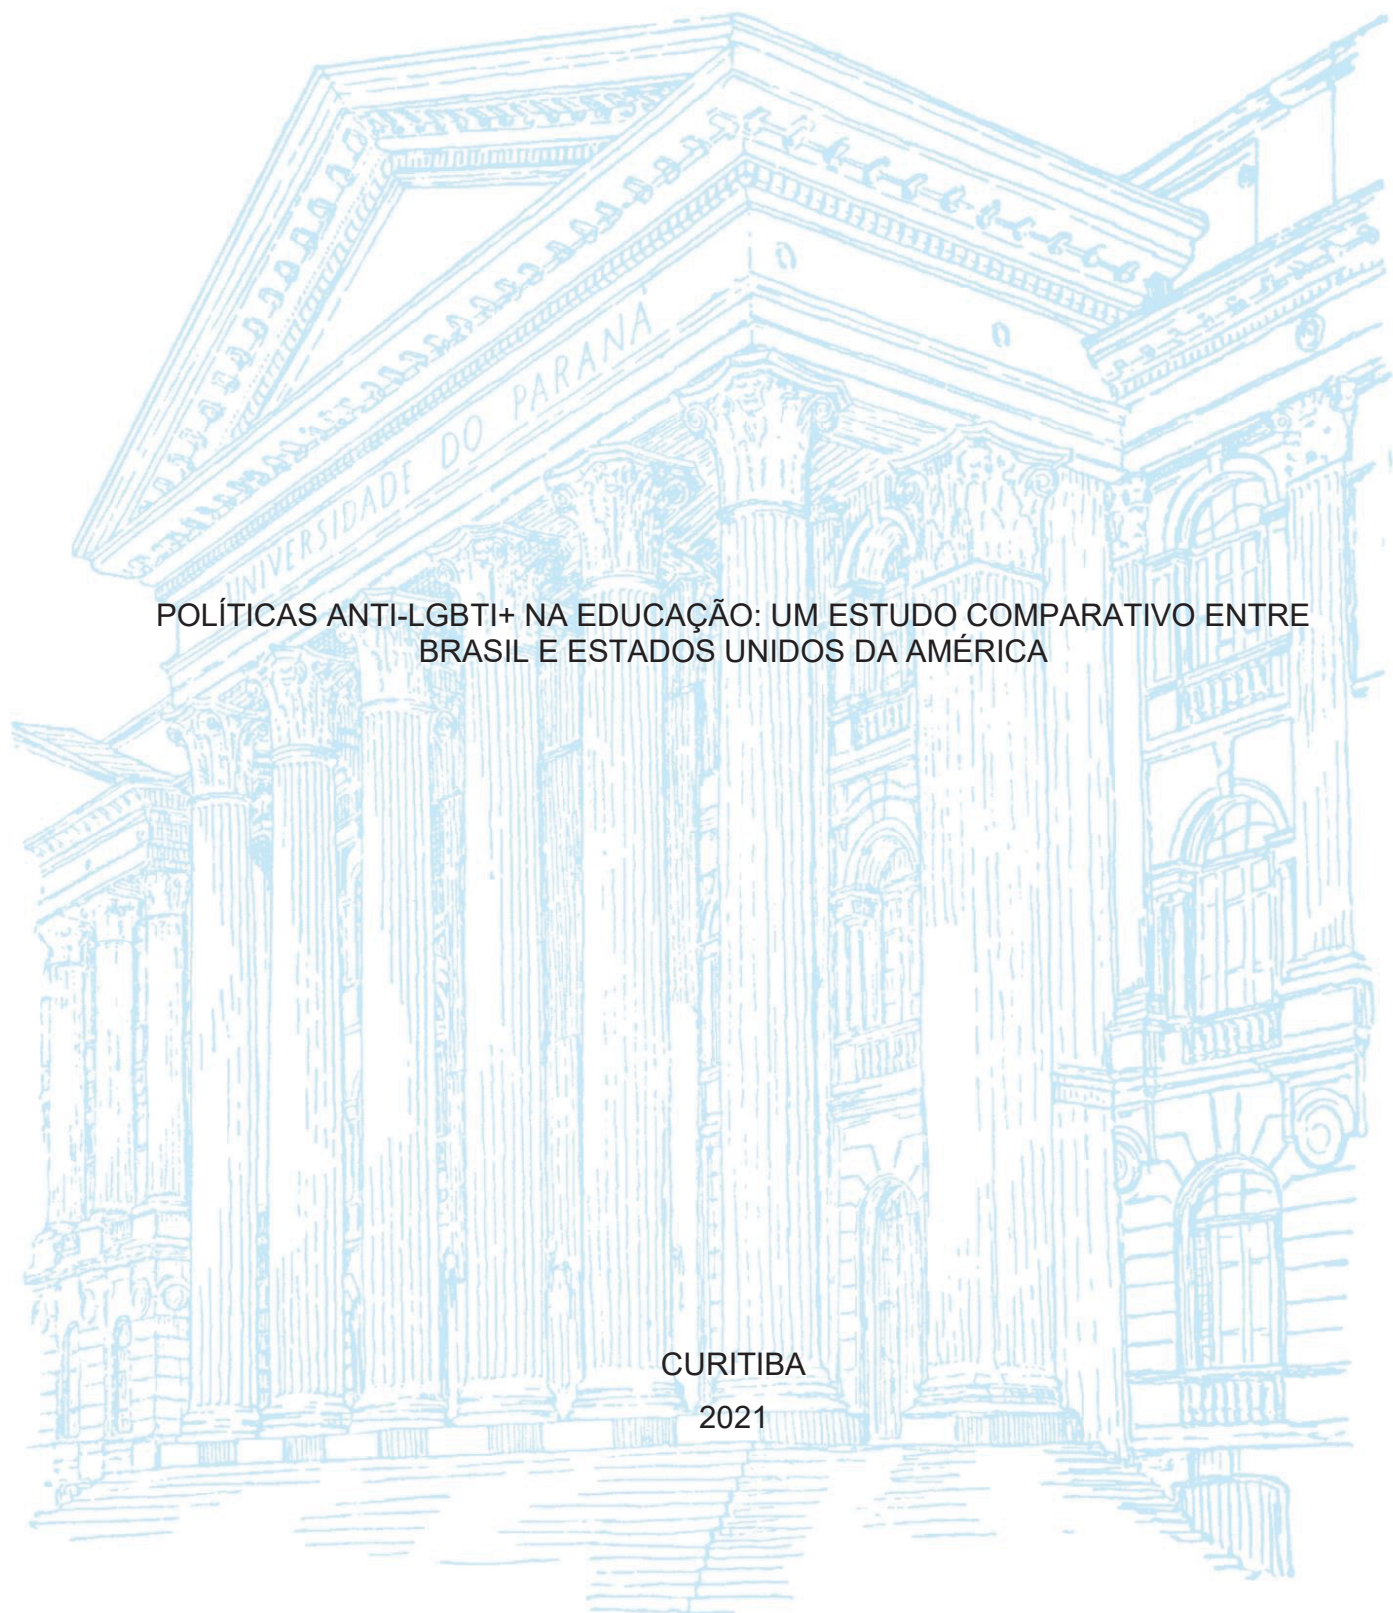 UNIVERSIDADE DO PARANÁ
POLÍTICAS ANTI-LGBTI+ NA EDUCAÇÃO: UM ESTUDO COMPARATIVO ENTRE
BRASIL E ESTADOS UNIDOS DA AMÉRICA
CURITIBA
2021